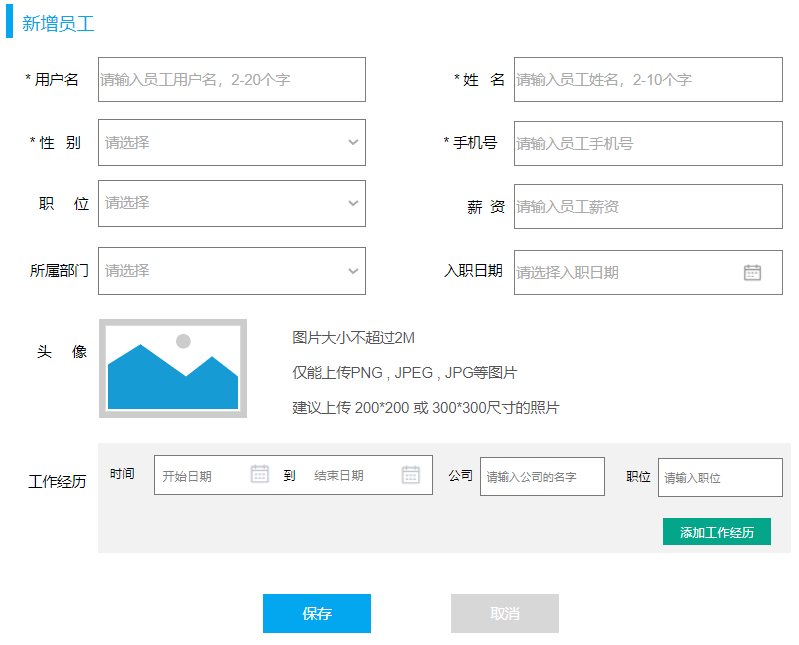 新增员工
* 用户名 请输入员工用户名，2-20个字 * 姓 名 请输入员工姓名，2-10个字
* 性 别 请选择 * 手机号 请输入员工手机号
职 位 请选择 薪 资 请输入员工薪资
所属部门 请选择 入职日期 请选择入职日期
头 像
图片大小不超过2M
仅能上传PNG , JPEG , JPG等图片
建议上传 200*200 或 300*300尺寸的照片
工作经历 时间 开始日期 到 结束日期 公司 请输入公司的名字 职位 请输入职位
添加工作经历
保存 取消